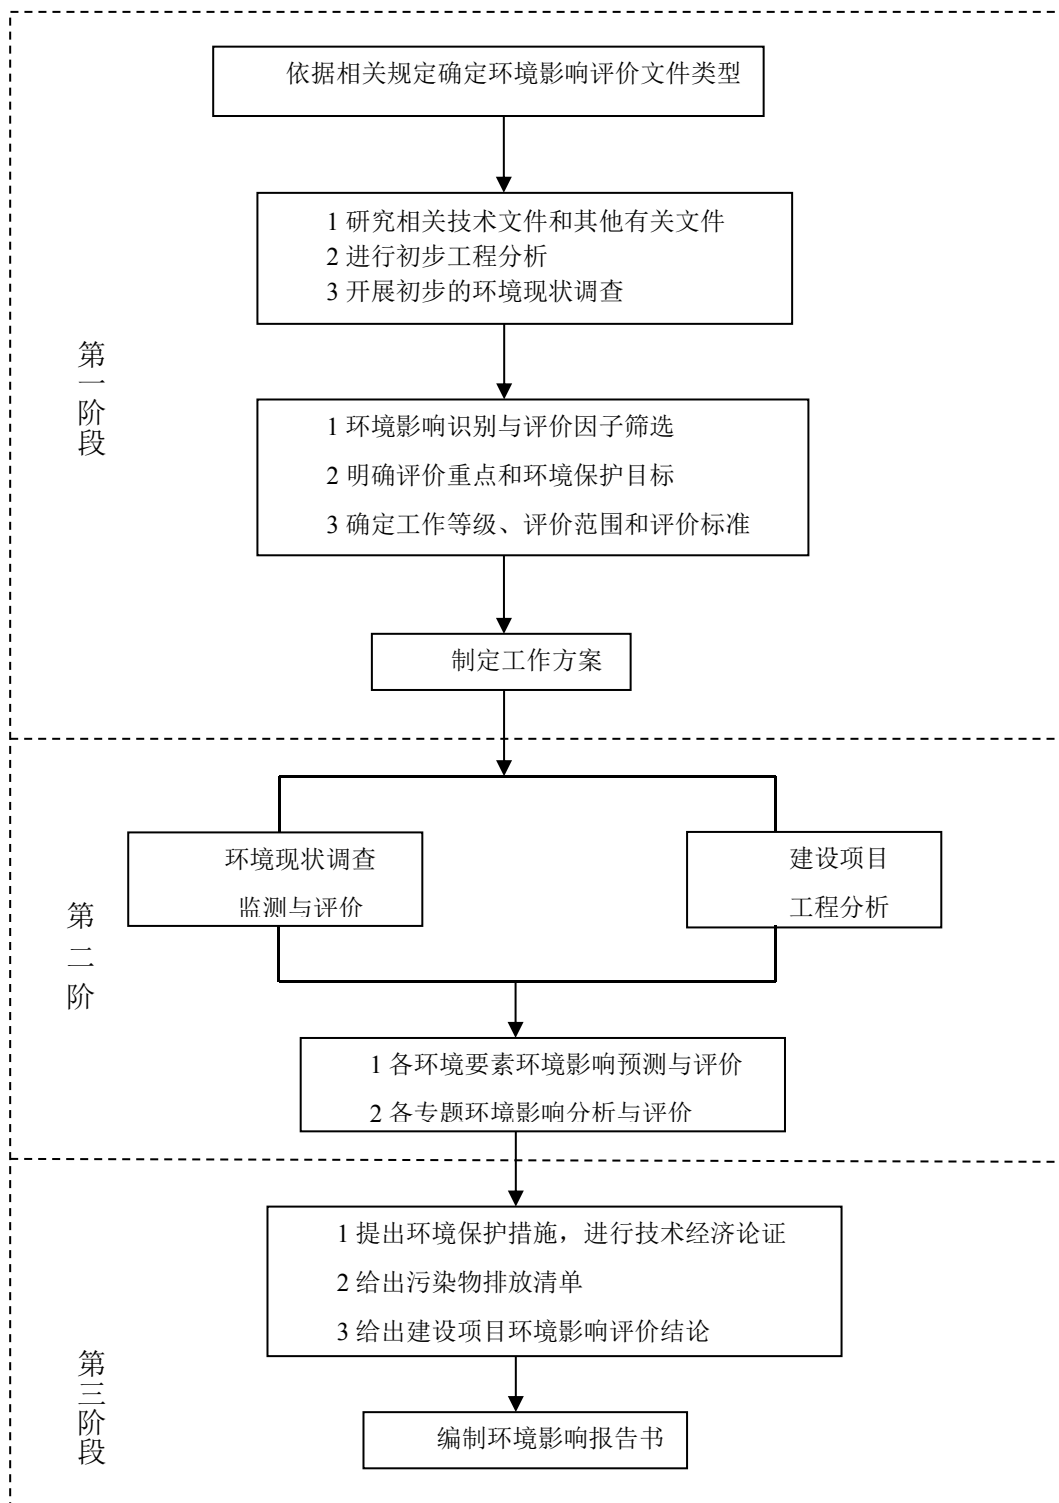 依据相关规定确定环境影响评价文件类型
1 研究相关技术文件和其他有关文件
2 进行初步工程分析
3 开展初步的环境现状调查
第一阶段
1 环境影响识别与评价因子筛选
2 明确评价重点和环境保护目标
3 确定工作等级、评价范围和评价标准
制定工作方案
环境现状调查
监测与评价
建设项目
工程分析
第二阶
1 各环境要素环境影响预测与评价
2 各专题环境影响分析与评价
1 提出环境保护措施，进行技术经济论证
2 给出污染物排放清单
3 给出建设项目环境影响评价结论
第三阶段
编制环境影响报告书